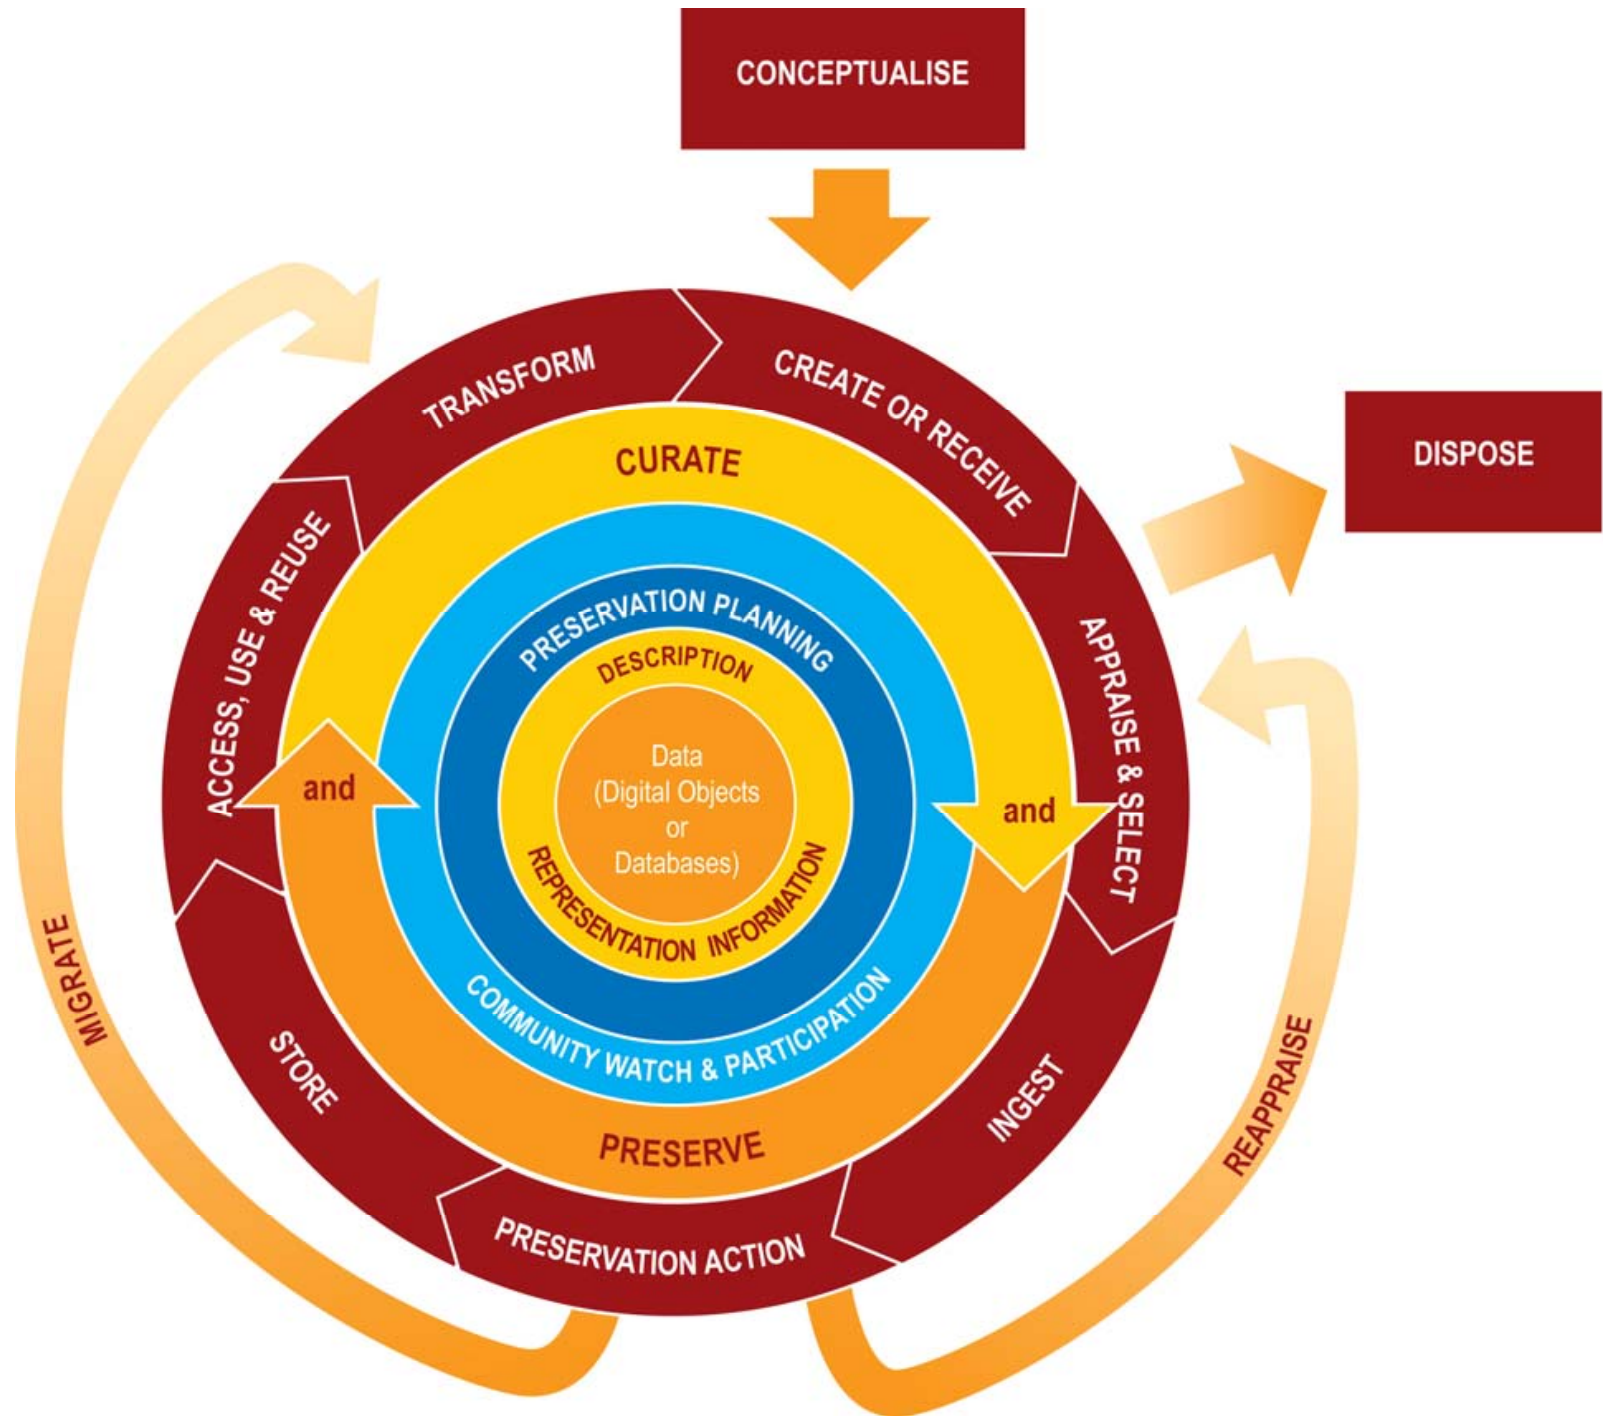 CONCEPTUALISE
TRANSFORM
CREATE OR RECEIVE
DISPOSE
CURATE
ACCESS, USE & REUSE
APPRAISE & SELECT
PRESERVATION PLANNING
DESCRIPTION
Data
(Digital Objects
or
Databases)
and
and
REPRESENTATION INFORMATION
COMMUNITY WATCH & PARTICIPATION
MIGRATE
STORE
INGEST
REAPPRAISE
PRESERVE
PRESERVATION ACTION